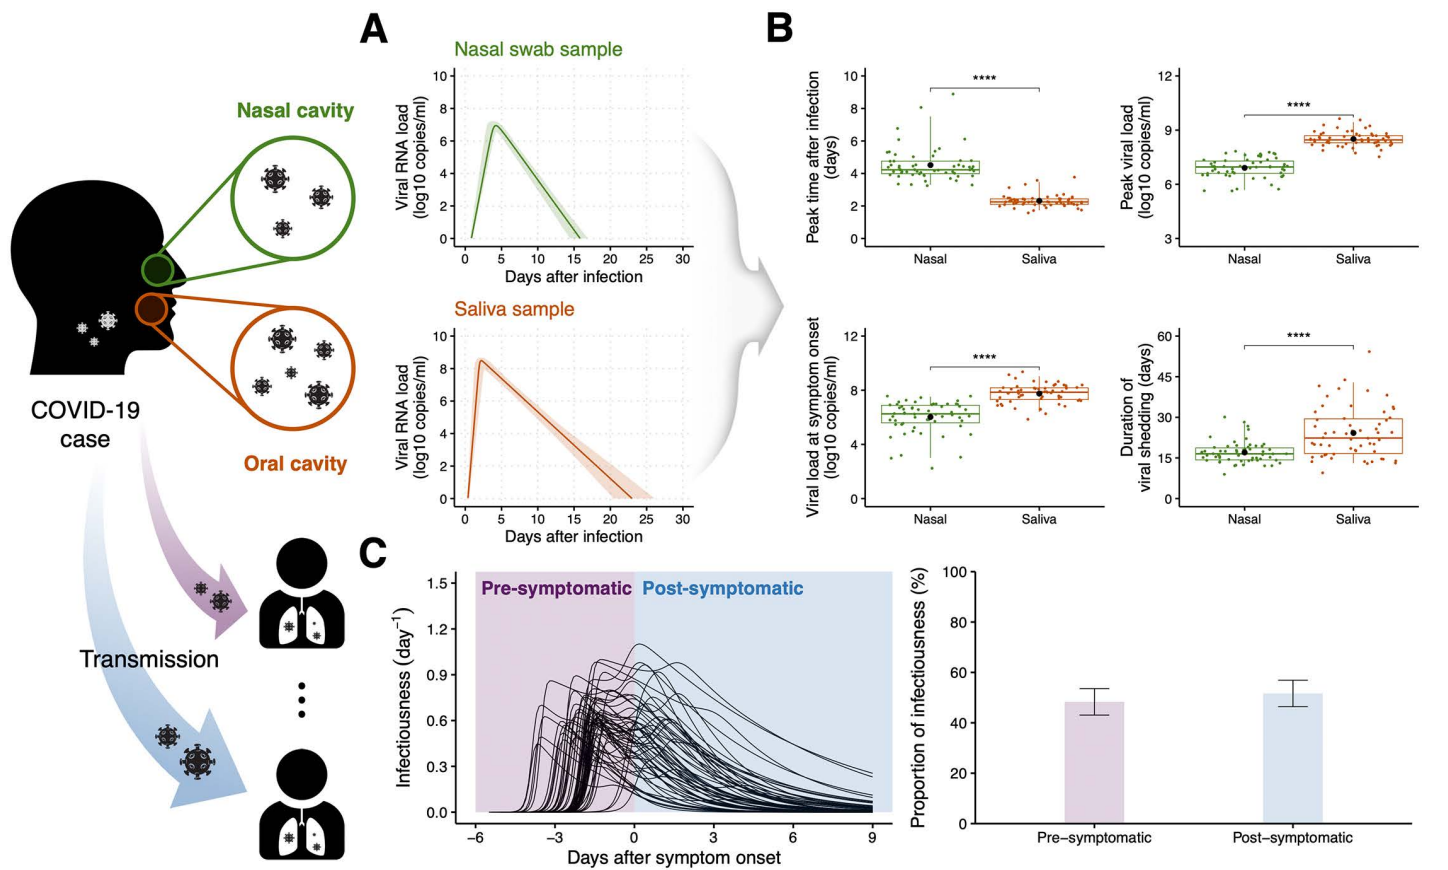 Nasal cavity
COVID-19
case
Oral cavity
Transmission
A
Nasal swab sample
Viral RNA load
(log10 copies/ml)
10
8
6
4
2
0
0 5 10 15 20 25 30
Days after infection
Saliva sample
Viral RNA load
(log10 copies/ml)
10
8
6
4
2
0
0 5 10 15 20 25 30
Days after infection
B
Peak time after infection
(days)
10
8
6
4
2
0
****
Nasal Saliva
Peak viral load
(log10 copies/ml)
12
9
6
3
****
Nasal Saliva
Viral load at symptom onset
(log10 copies/ml)
12
8
4
0
****
Nasal Saliva
Duration of
viral shedding (days)
60
45
30
15
0
****
Nasal Saliva
C
Infectiousness (day−1)
1.5
1.2
0.9
0.6
0.3
0.0
Pre-symptomatic Post-symptomatic
−6 −3 0 3 6 9
Days after symptom onset
Proportion of infectiousness (%)
100
80
60
40
20
0
Pre−symptomatic Post−symptomatic